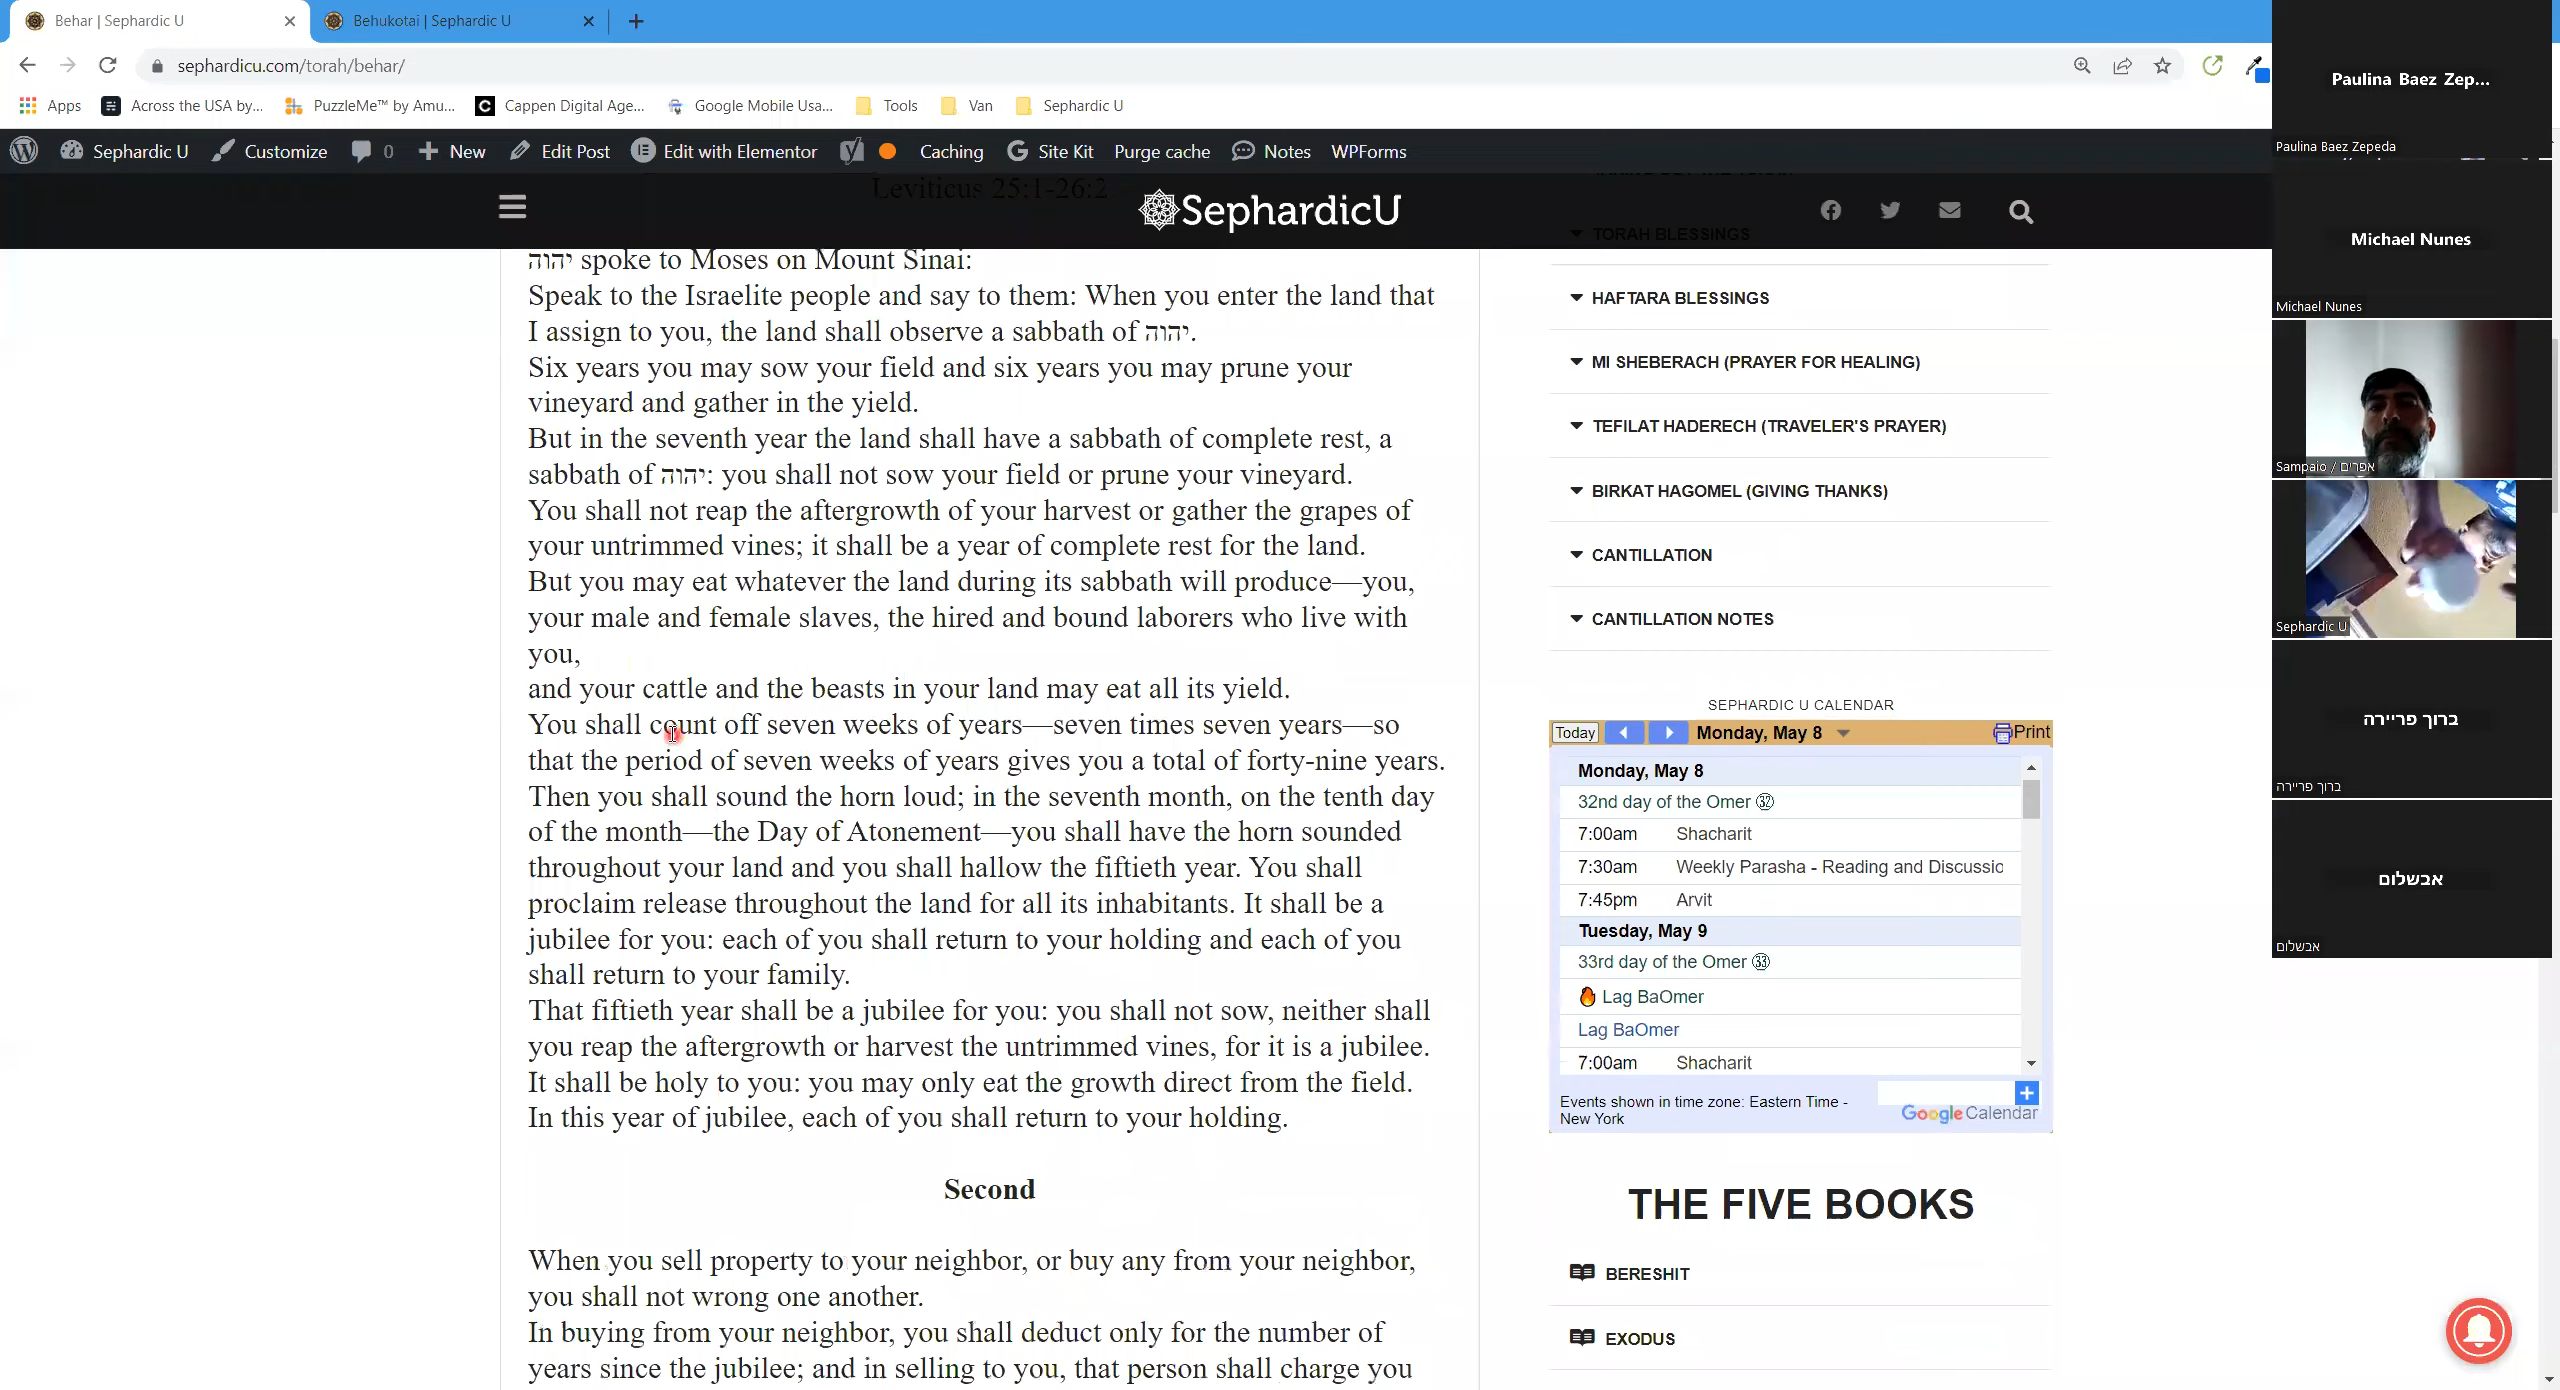 Behar | Sephardic U
Behukotai | Sephardic U
sephardicu.com/torah/behar/
Apps
Across the USA by...
PuzzleMe™ by Amu...
Cappen Digital Age...
Google Mobile Usa...
Tools
Van
Sephardic U
Sephardic U
Customize
0
New
Edit Post
Edit with Elementor
Caching
Site Kit
Purge cache
Notes
WPForms
Leviticus 25:1-26:2
SephardicU
יהוה spoke to Moses on Mount Sinai:
Speak to the Israelite people and say to them: When you enter the land that
I assign to you, the land shall observe a sabbath of יהוה.
Six years you may sow your field and six years you may prune your
vineyard and gather in the yield.
But in the seventh year the land shall have a sabbath of complete rest, a
sabbath of יהוה: you shall not sow your field or prune your vineyard.
You shall not reap the aftergrowth of your harvest or gather the grapes of
your untrimmed vines; it shall be a year of complete rest for the land.
But you may eat whatever the land during its sabbath will produce—you,
your male and female slaves, the hired and bound laborers who live with
you,
and your cattle and the beasts in your land may eat all its yield.
You shall count off seven weeks of years—seven times seven years—so
that the period of seven weeks of years gives you a total of forty-nine years.
Then you shall sound the horn loud; in the seventh month, on the tenth day
of the month—the Day of Atonement—you shall have the horn sounded
throughout your land and you shall hallow the fiftieth year. You shall
proclaim release throughout the land for all its inhabitants. It shall be a
jubilee for you: each of you shall return to your holding and each of you
shall return to your family.
That fiftieth year shall be a jubilee for you: you shall not sow, neither shall
you reap the aftergrowth or harvest the untrimmed vines, for it is a jubilee.
It shall be holy to you: you may only eat the growth direct from the field.
In this year of jubilee, each of you shall return to your holding.
Second
When you sell property to your neighbor, or buy any from your neighbor,
you shall not wrong one another.
In buying from your neighbor, you shall deduct only for the number of
years since the jubilee; and in selling to you, that person shall charge you
TORAH BLESSINGS
HAFTARA BLESSINGS
MI SHEBERACH (PRAYER FOR HEALING)
TEFILAT HADERECH (TRAVELER'S PRAYER)
BIRKAT HAGOMEL (GIVING THANKS)
CANTILLATION
CANTILLATION NOTES
SEPHARDIC U CALENDAR
Today
Monday, May 8
Print
Monday, May 8
32nd day of the Omer ㉜
7:00am Shacharit
7:30am Weekly Parasha - Reading and Discussio
7:45pm Arvit
Tuesday, May 9
33rd day of the Omer ㉝
🔥 Lag BaOmer
Lag BaOmer
7:00am Shacharit
Events shown in time zone: Eastern Time -
New York
Google Calendar
THE FIVE BOOKS
BERESHIT
EXODUS
Paulina Baez Zep...
Paulina Baez Zepeda
Michael Nunes
Michael Nunes
Sampaio / אפרים
Sephardic U
ברוך פריירה
ברוך פריירה
אבשלום
אבשלום